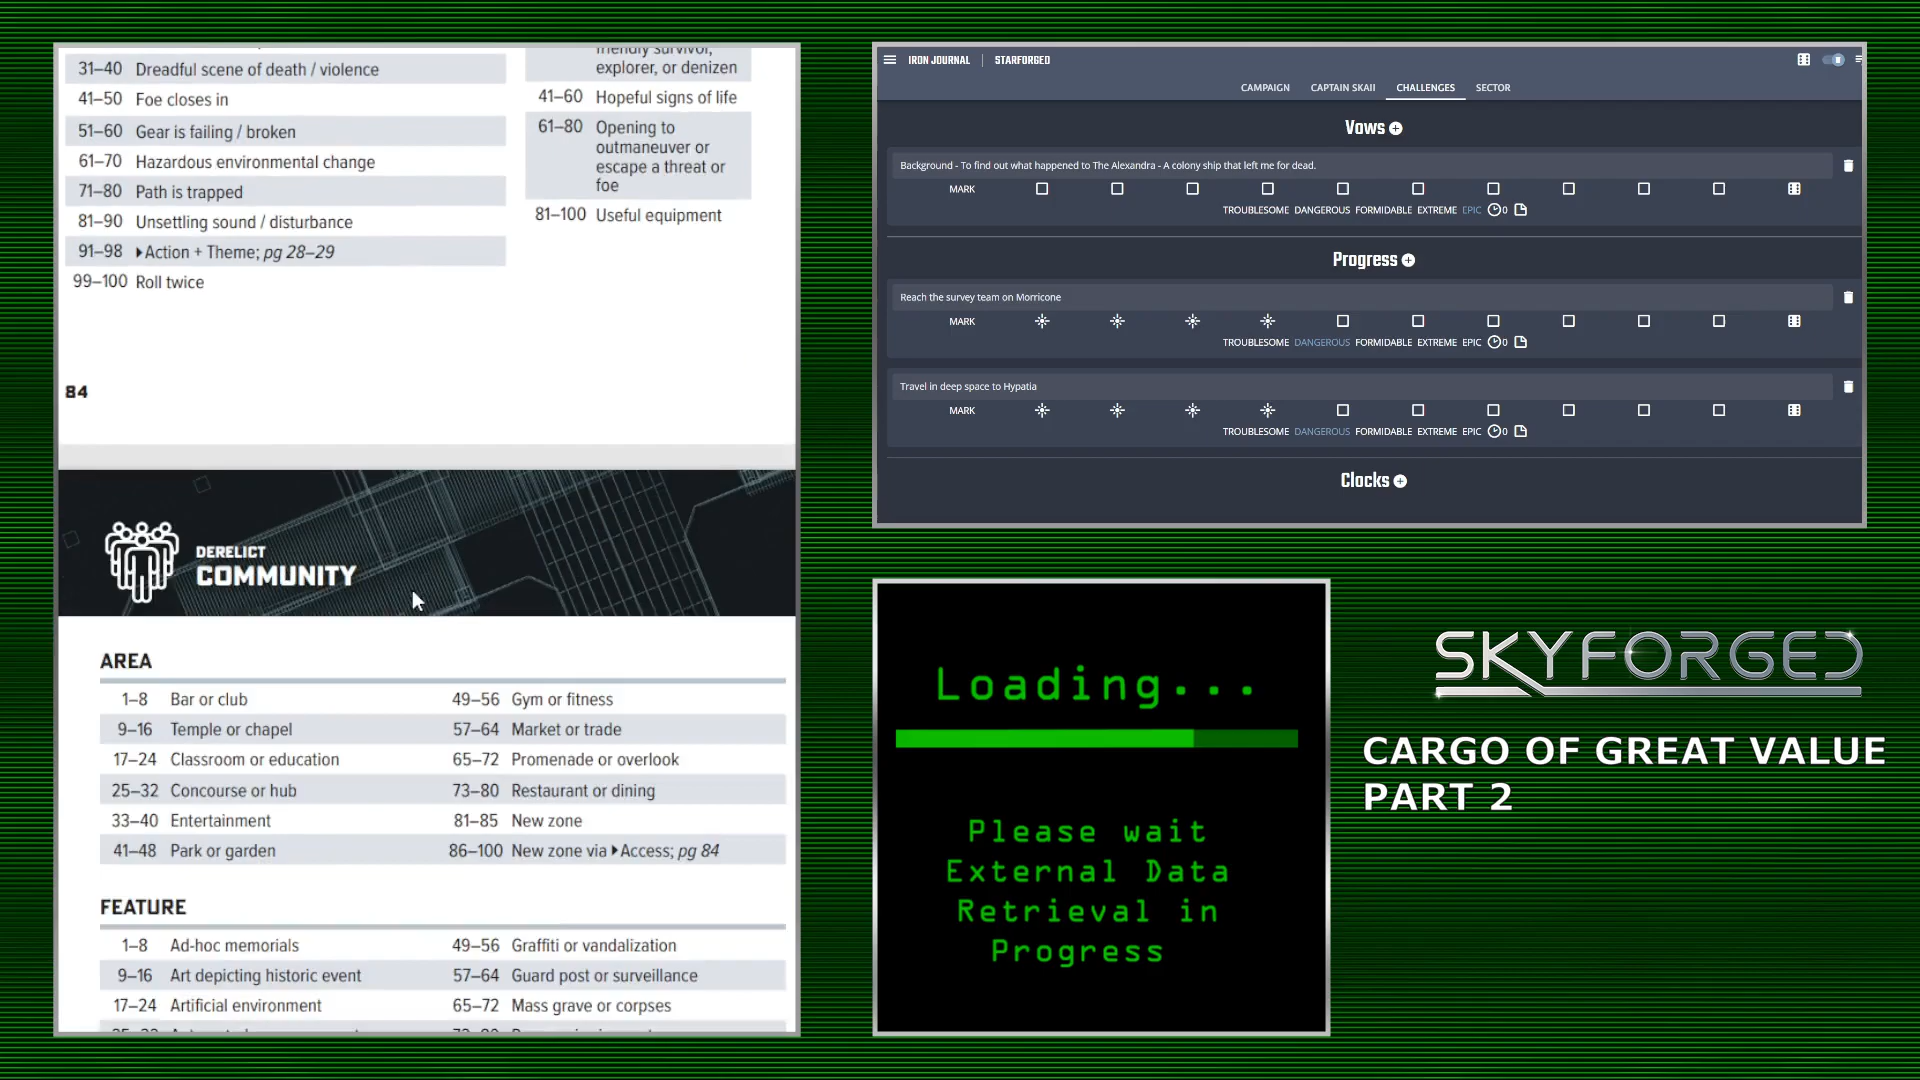 31–40 Dreadful scene of death / violence
41–50 Foe closes in
51–60 Gear is failing / broken
61–70 Hazardous environmental change
71–80 Path is trapped
81–90 Unsettling sound / disturbance
91–98 Action + Theme; pg 28–29
99–100 Roll twice
friendly survivor,
explorer, or denizen
41–60 Hopeful signs of life
61–80 Opening to
outmaneuver or
escape a threat or
foe
81–100 Useful equipment
84
DERELICT
COMMUNITY
AREA
1–8 Bar or club
9–16 Temple or chapel
17–24 Classroom or education
25–32 Concourse or hub
33–40 Entertainment
41–48 Park or garden
49–56 Gym or fitness
57–64 Market or trade
65–72 Promenade or overlook
73–80 Restaurant or dining
81–85 New zone
86–100 New zone via Access; pg 84
FEATURE
1–8 Ad-hoc memorials
9–16 Art depicting historic event
17–24 Artificial environment
49–56 Graffiti or vandalization
57–64 Guard post or surveillance
65–72 Mass grave or corpses
IRON JOURNAL | STARFORGED
CAMPAIGN CAPTAIN SKAII CHALLENGES SECTOR
Vows
Background - To find out what happened to The Alexandra - A colony ship that left me for dead.
MARK
TROUBLESOME DANGEROUS FORMIDABLE EXTREME EPIC 0
Progress
Reach the survey team on Morricone
MARK
TROUBLESOME DANGEROUS FORMIDABLE EXTREME EPIC 0
Travel in deep space to Hypatia
MARK
TROUBLESOME DANGEROUS FORMIDABLE EXTREME EPIC 0
Clocks
Loading...
Please wait
External Data
Retrieval in
Progress
SKYFORGED
CARGO OF GREAT VALUE
PART 2